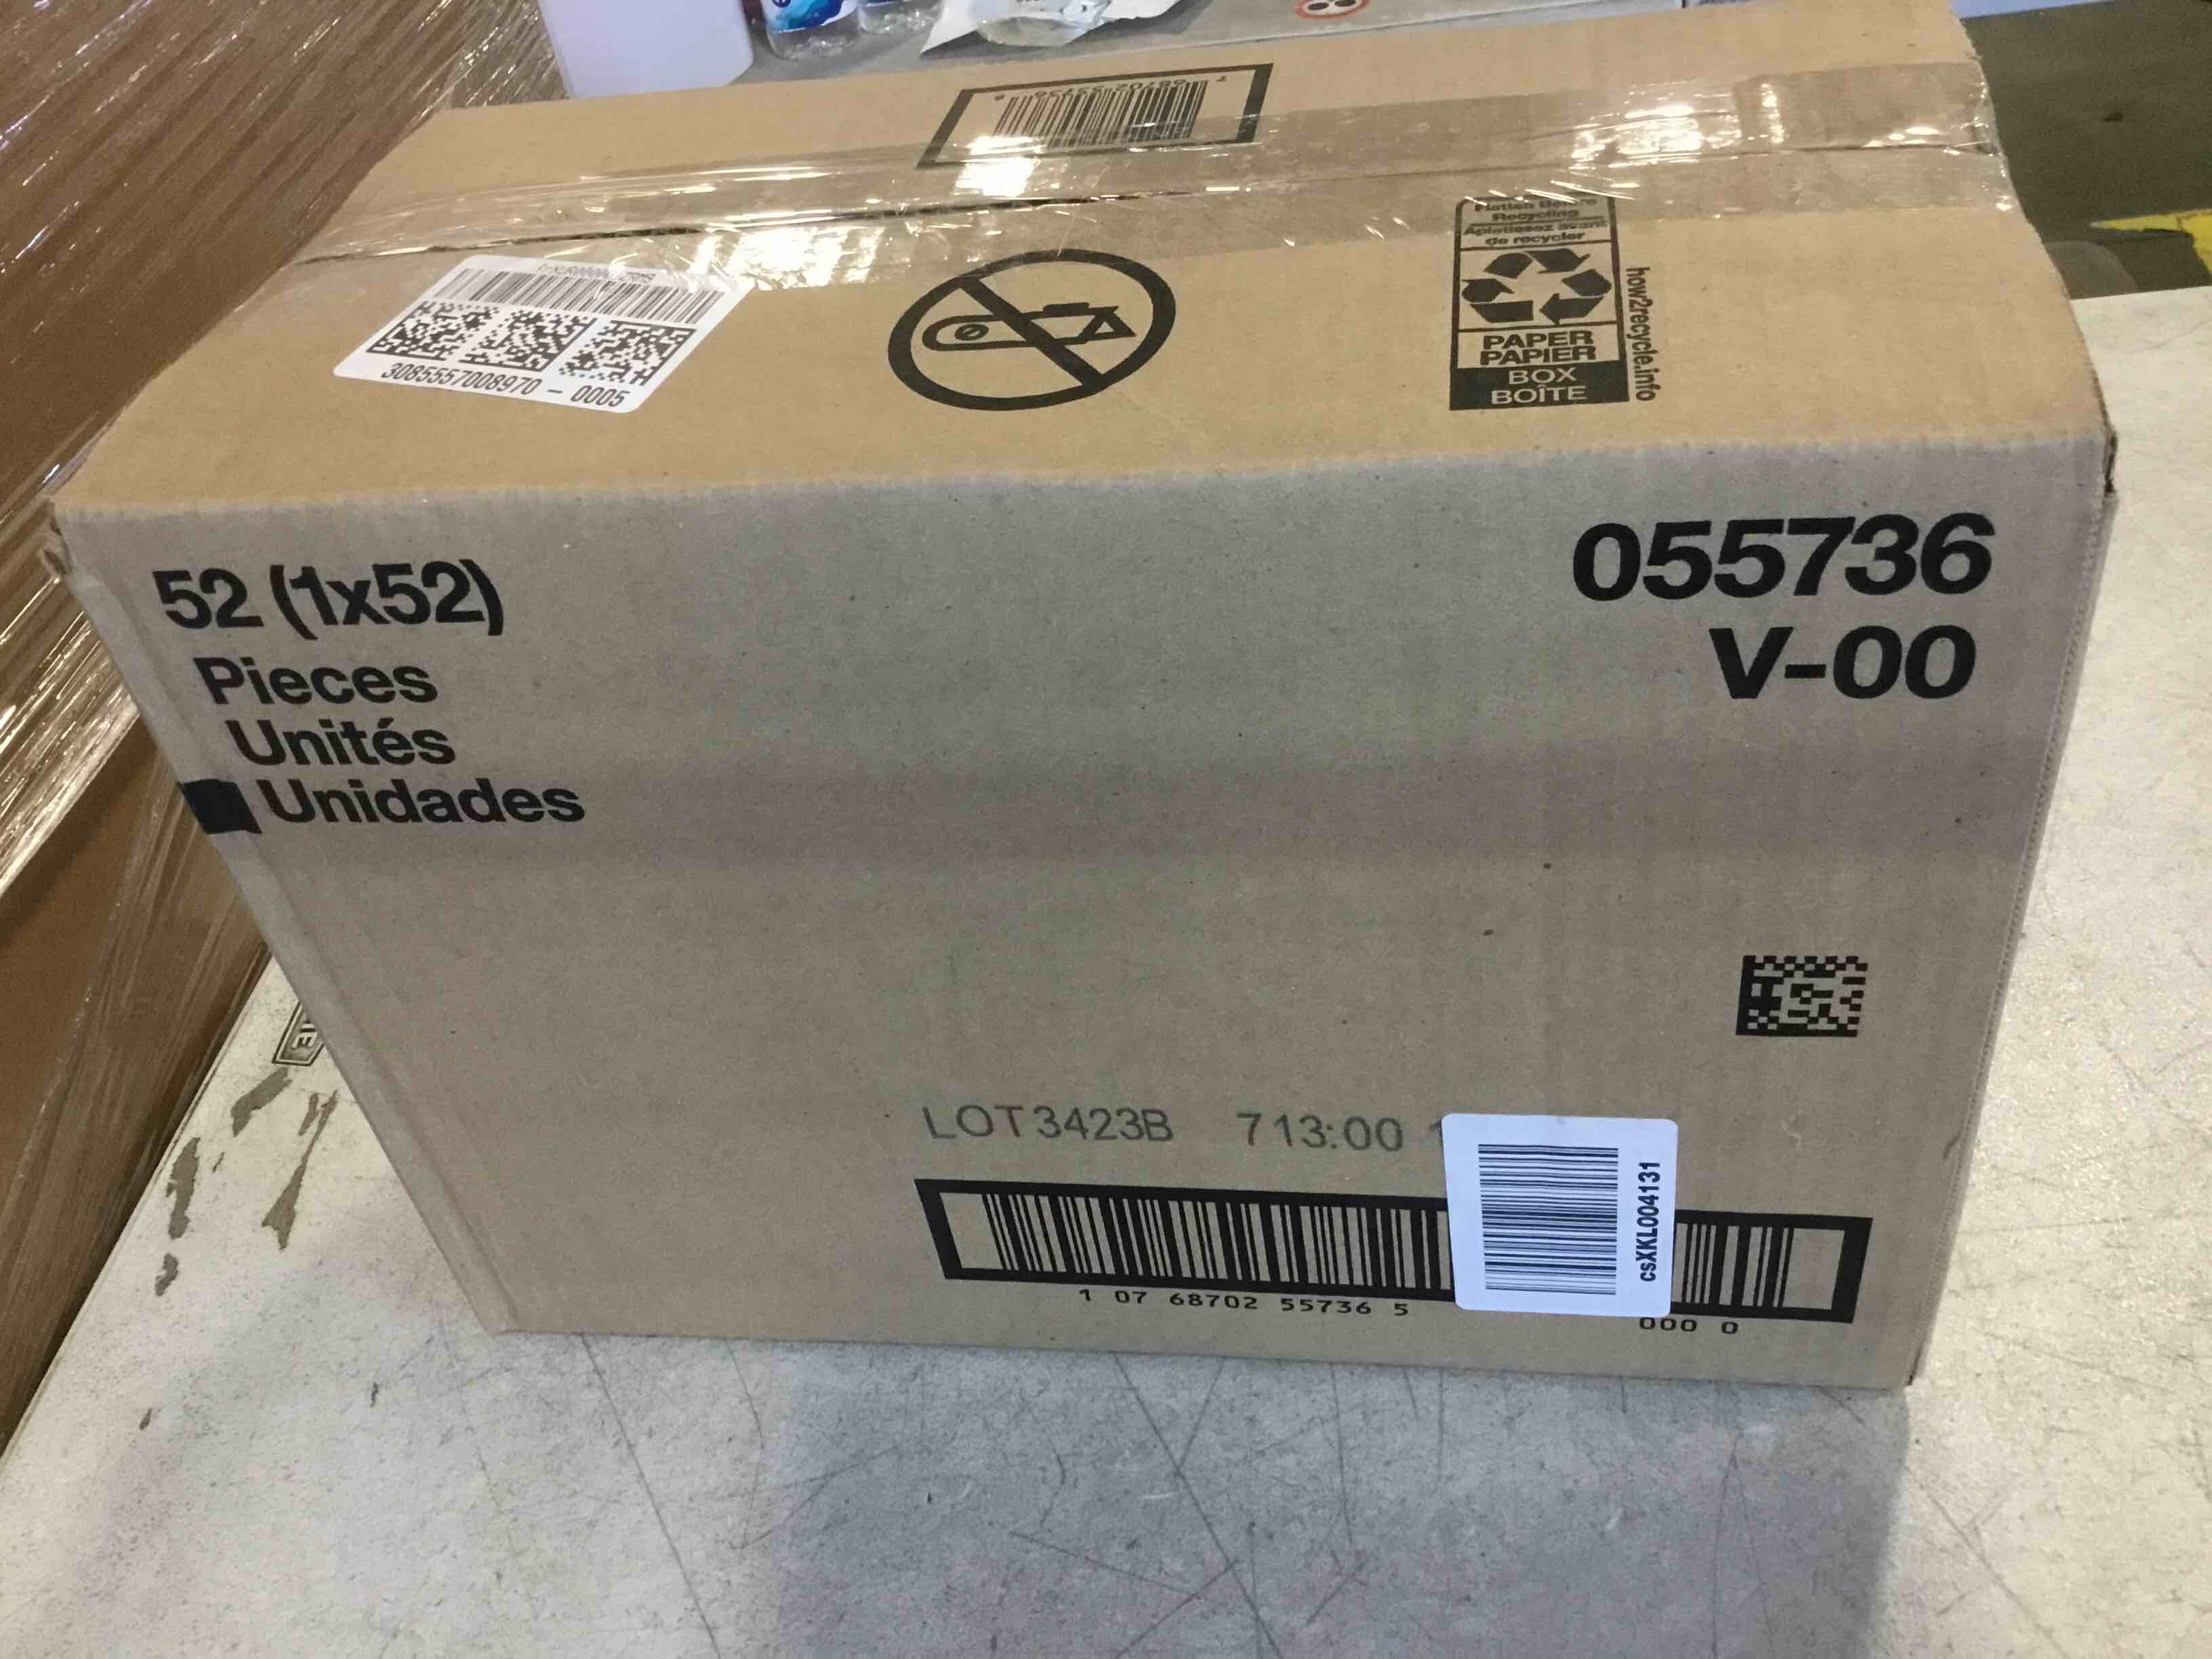 30855557008970 - 0005
Flatten Before
Recycling
Aplatissez avant
de recycler
PAPER
PAPIER
BOX
BOÎTE
how2recycle.info
52 (1x52)
Pieces
Unités
Unidades
055736
V-00
LOT3423B 713:00
csXKL004131
1 07 68702 55736 5
000 0